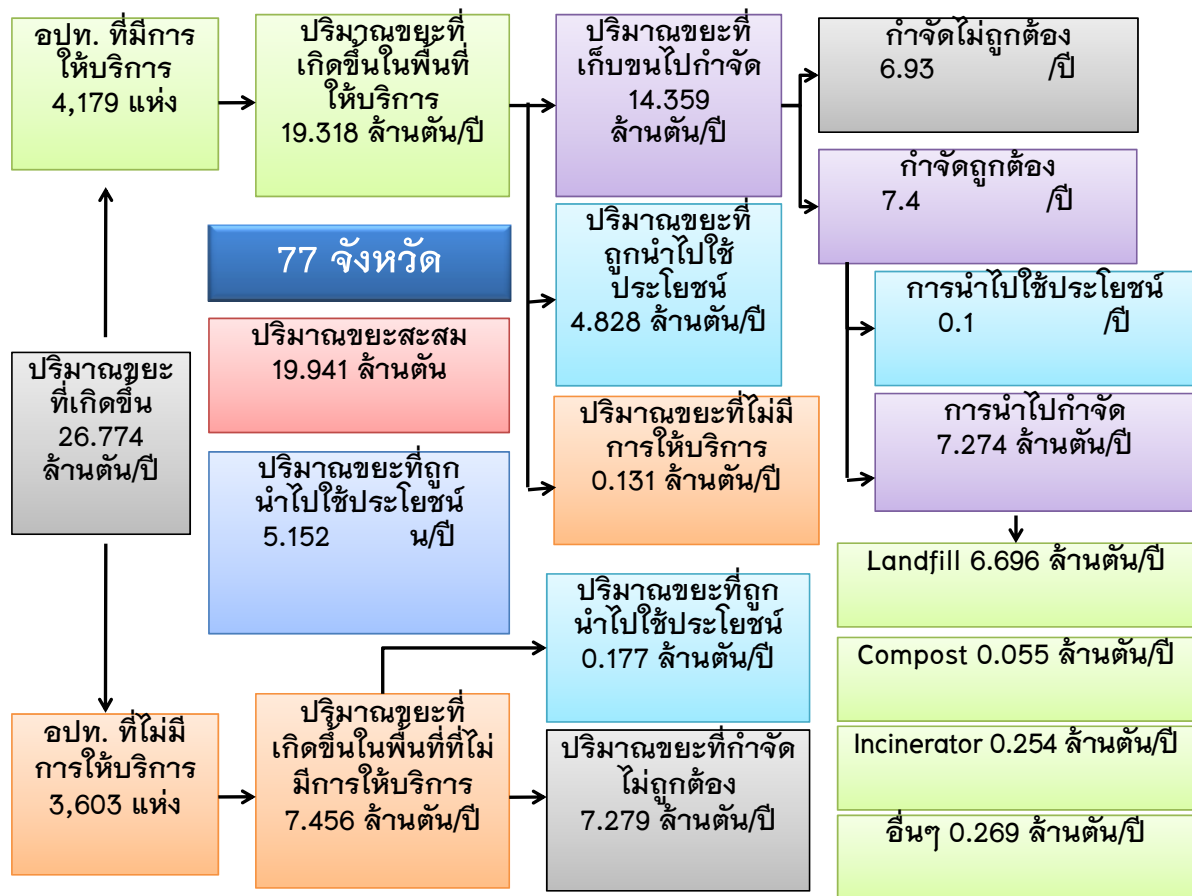 อปท. ที่มีการ
ให้บริการ
4,179 แห่ง
ปริมาณขยะที่
เกิดขึ้นในพื้นที่
ให้บริการ
19.318 ล้านตัน/ปี
ปริมาณขยะที่
เก็บขนไปกำจัด
14.359
ล้านตัน/ปี
กำจัดไม่ถูกต้อง
6.93 /ปี
กำจัดถูกต้อง
7.4 /ปี
77 จังหวัด
ปริมาณขยะที่
ถูกนำไปใช้
ประโยชน์
4.828 ล้านตัน/ปี
การนำไปใช้ประโยชน์
0.1 /ปี
ปริมาณขยะสะสม
19.941 ล้านตัน
ปริมาณขยะ
ที่เกิดขึ้น
26.774
ล้านตัน/ปี
ปริมาณขยะที่ไม่มี
การให้บริการ
0.131 ล้านตัน/ปี
การนำไปกำจัด
7.274 ล้านตัน/ปี
ปริมาณขยะที่ถูก
นำไปใช้ประโยชน์
5.152 น/ปี
Landfill 6.696 ล้านตัน/ปี
ปริมาณขยะที่ถูก
นำไปใช้ประโยชน์
0.177 ล้านตัน/ปี
Compost 0.055 ล้านตัน/ปี
อปท. ที่ไม่มี
การให้บริการ
3,603 แห่ง
ปริมาณขยะที่
เกิดขึ้นในพื้นที่ที่ไม่
มีการให้บริการ
7.456 ล้านตัน/ปี
ปริมาณขยะที่กำจัด
ไม่ถูกต้อง
7.279 ล้านตัน/ปี
Incinerator 0.254 ล้านตัน/ปี
อื่นๆ 0.269 ล้านตัน/ปี